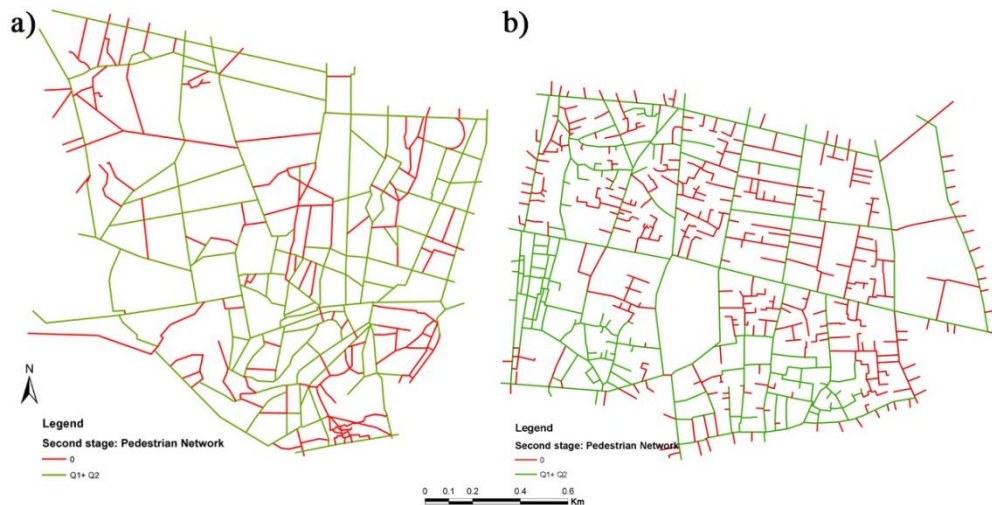 a)
b)
N
Legend
Second stage: Pedestrian Network
0
Q1+ Q2
Legend
Second stage: Pedestrian Network
0
Q1+ Q2
0 0.1 0.2 0.4 0.6
Km